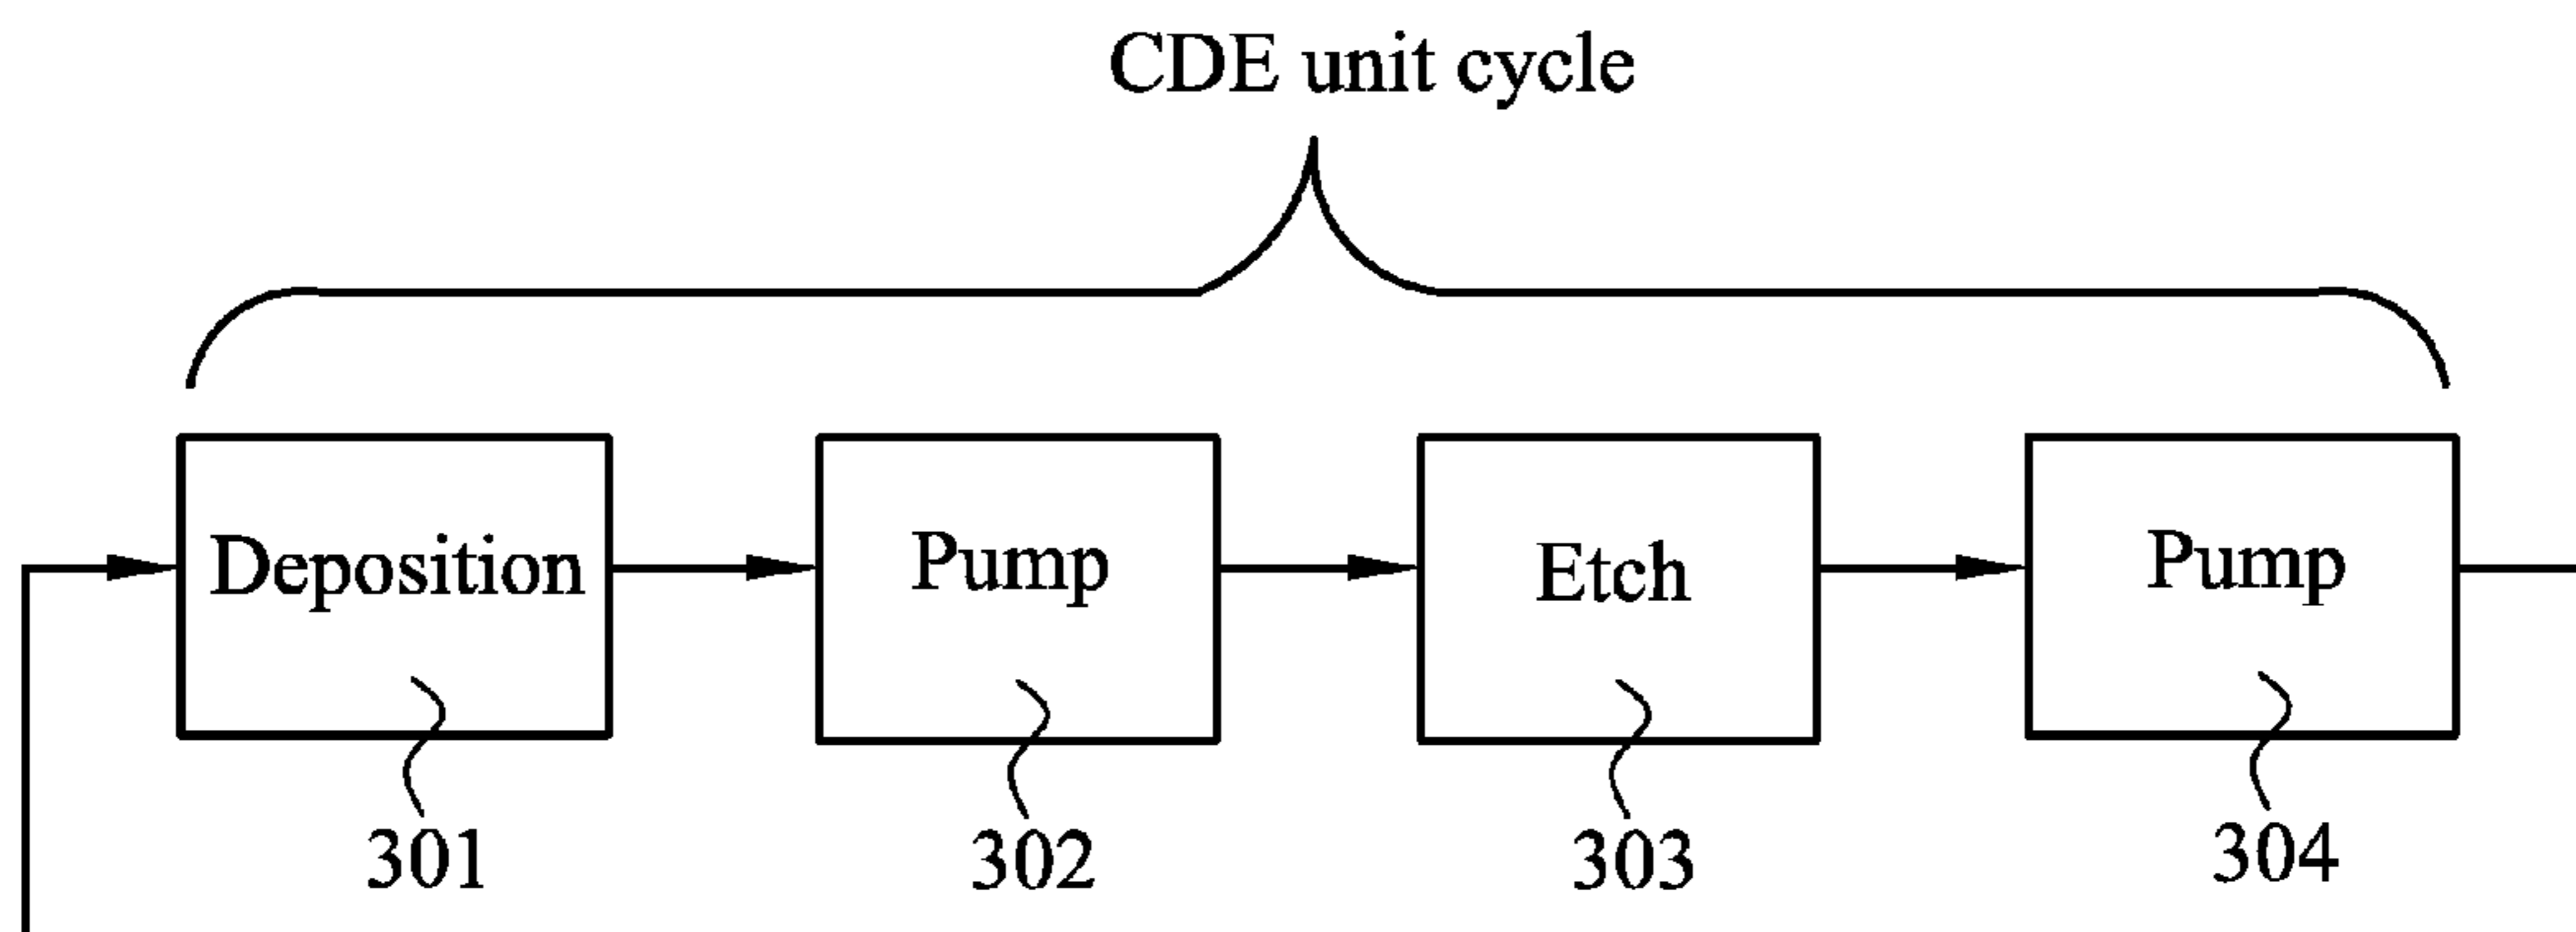 CDE unit cycle
Deposition
Pump
Etch
Pump
301
302
303
304